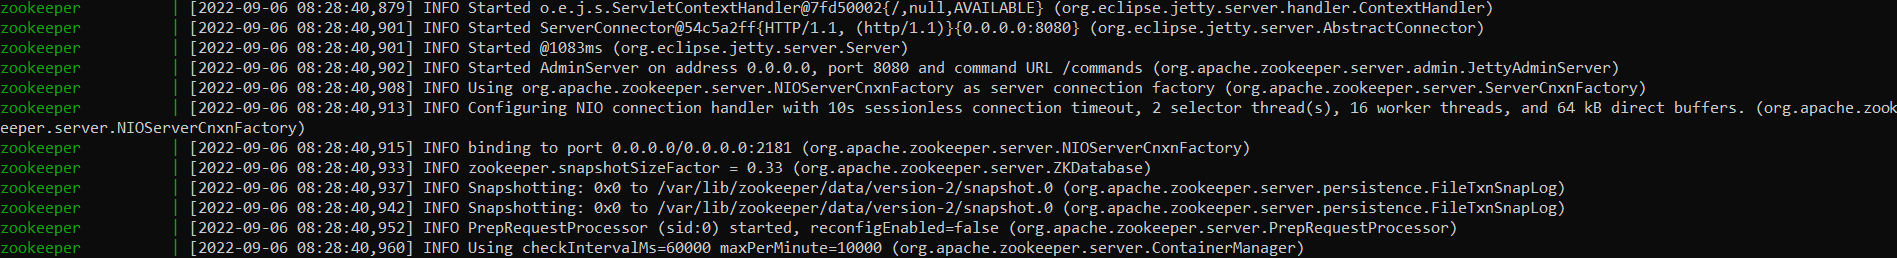 zookeeper | [2022-09-06 08:28:40,879] INFO Started o.e.j.s.ServletContextHandler@7fd50002{/,null,AVAILABLE} (org.eclipse.jetty.server.handler.ContextHandler)
zookeeper | [2022-09-06 08:28:40,901] INFO Started ServerConnector@54c5a2ff{HTTP/1.1, (http/1.1)}{0.0.0.0:8080} (org.eclipse.jetty.server.AbstractConnector)
zookeeper | [2022-09-06 08:28:40,901] INFO Started @1083ms (org.eclipse.jetty.server.Server)
zookeeper | [2022-09-06 08:28:40,902] INFO Started AdminServer on address 0.0.0.0, port 8080 and command URL /commands (org.apache.zookeeper.server.admin.JettyAdminServer)
zookeeper | [2022-09-06 08:28:40,908] INFO Using org.apache.zookeeper.server.NIOServerCnxnFactory as server connection factory (org.apache.zookeeper.server.ServerCnxnFactory)
zookeeper | [2022-09-06 08:28:40,913] INFO Configuring NIO connection handler with 10s sessionless connection timeout, 2 selector thread(s), 16 worker threads, and 64 kB direct buffers. (org.apache.zook
eeper.server.NIOServerCnxnFactory)
zookeeper | [2022-09-06 08:28:40,915] INFO binding to port 0.0.0.0/0.0.0.0:2181 (org.apache.zookeeper.server.NIOServerCnxnFactory)
zookeeper | [2022-09-06 08:28:40,933] INFO zookeeper.snapshotSizeFactor = 0.33 (org.apache.zookeeper.server.ZKDatabase)
zookeeper | [2022-09-06 08:28:40,937] INFO Snapshotting: 0x0 to /var/lib/zookeeper/data/version-2/snapshot.0 (org.apache.zookeeper.server.persistence.FileTxnSnapLog)
zookeeper | [2022-09-06 08:28:40,942] INFO Snapshotting: 0x0 to /var/lib/zookeeper/data/version-2/snapshot.0 (org.apache.zookeeper.server.persistence.FileTxnSnapLog)
zookeeper | [2022-09-06 08:28:40,952] INFO PrepRequestProcessor (sid:0) started, reconfigEnabled=false (org.apache.zookeeper.server.PrepRequestProcessor)
zookeeper | [2022-09-06 08:28:40,960] INFO Using checkIntervalMs=60000 maxPerMinute=10000 (org.apache.zookeeper.server.ContainerManager)